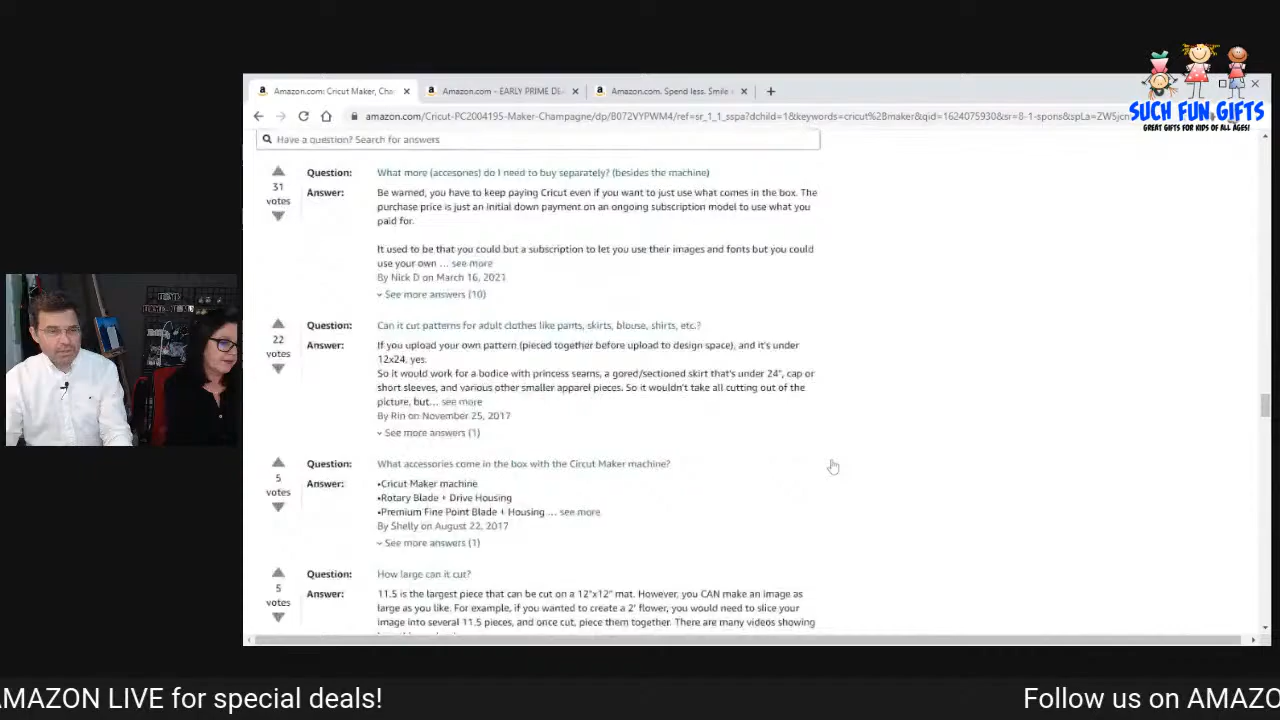 Amazon.com: Cricut Maker, Cha
Amazon.com - EARLY PRIME DE
Amazon.com. Spend less. Smile
SUCH FUN GIFTS
GREAT GIFTS FOR KIDS OF ALL AGES!
amazon.com/Cricut-PC2004195-Maker-Champagne/dp/B072VYPWM4/ref=sr_1_1_sspa?dchild=1&keywords=cricut%2Bmaker&qid=1624075930&sr=8-1-spons&spLa=ZW5jcn
Have a question? Search for answers
31 votes
Question: What more (accesories) do I need to buy separately? (besides the machine)
Answer: Be warned, you have to keep paying Cricut even if you want to just use what comes in the box. The
purchase price is just an initial down payment on an ongoing subscription model to use what you
paid for.
It used to be that you could but a subscription to let you use their images and fonts but you could
use your own ... see more
By Nick D on March 16, 2021
See more answers (10)
22 votes
Question: Can it cut patterns for adult clothes like pants, skirts, blouse, shirts, etc.?
Answer: If you upload your own pattern (pieced together before upload to design space), and it's under
12x24, yes.
So it would work for a bodice with princess seams, a gored/sectioned skirt that's under 24", cap or
short sleeves, and various other smaller apparel pieces. So it wouldn't take all cutting out of the
picture, but... see more
By Rin on November 25, 2017
See more answers (1)
5 votes
Question: What accessories come in the box with the Circut Maker machine?
Answer: •Cricut Maker machine
•Rotary Blade + Drive Housing
•Premium Fine Point Blade + Housing ... see more
By Shelly on August 22, 2017
See more answers (1)
5 votes
Question: How large can it cut?
Answer: 11.5 is the largest piece that can be cut on a 12"x12" mat. However, you CAN make an image as
large as you like. For example, if you wanted to create a 2' flower, you would need to slice your
image into several 11.5 pieces, and once cut, piece them together. There are many videos showing
AMAZON LIVE for special deals!
Follow us on AMAZO